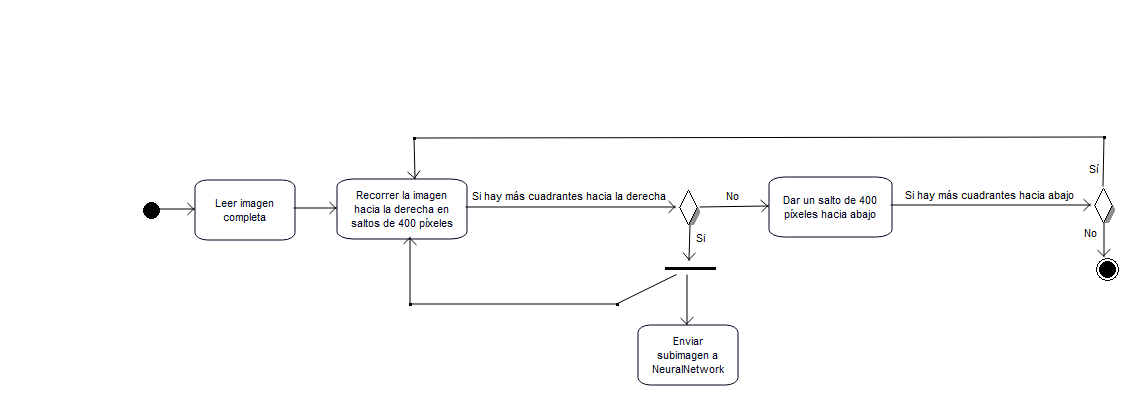 Leer imagen
completa
Recorrer la imagen
hacia la derecha en
saltos de 400 píxeles
Si hay más cuadrantes hacia la derecha
No
Si
Dar un salto de 400
píxeles hacia abajo
Si hay más cuadrantes hacia abajo
Sí
No
Enviar
subimagen a
NeuralNetwork